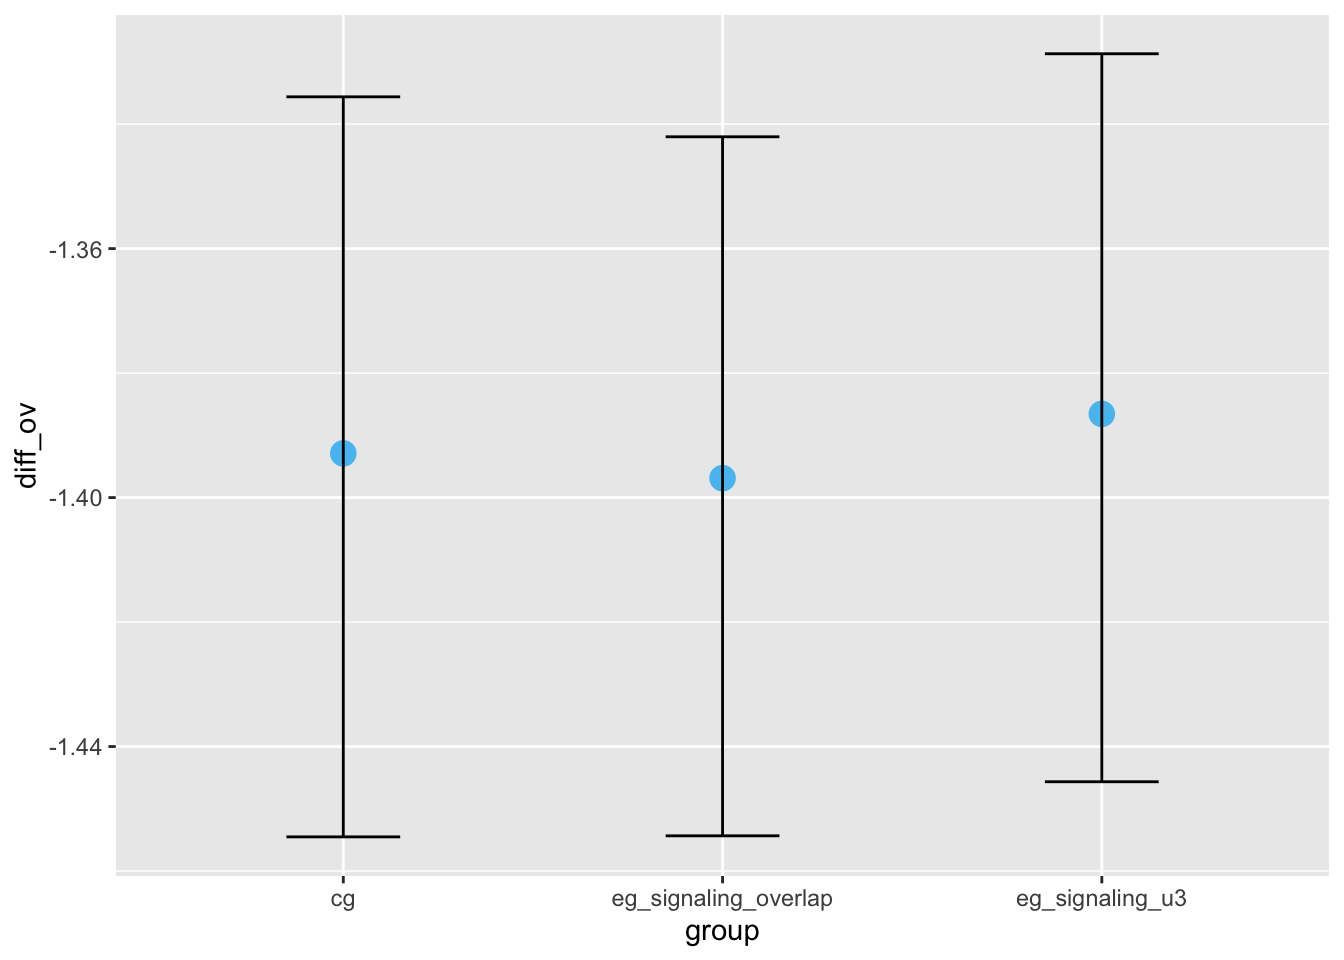 diff_ov
-1.36
-1.40
-1.44
cg
eg_signaling_overlap
eg_signaling_u3
group